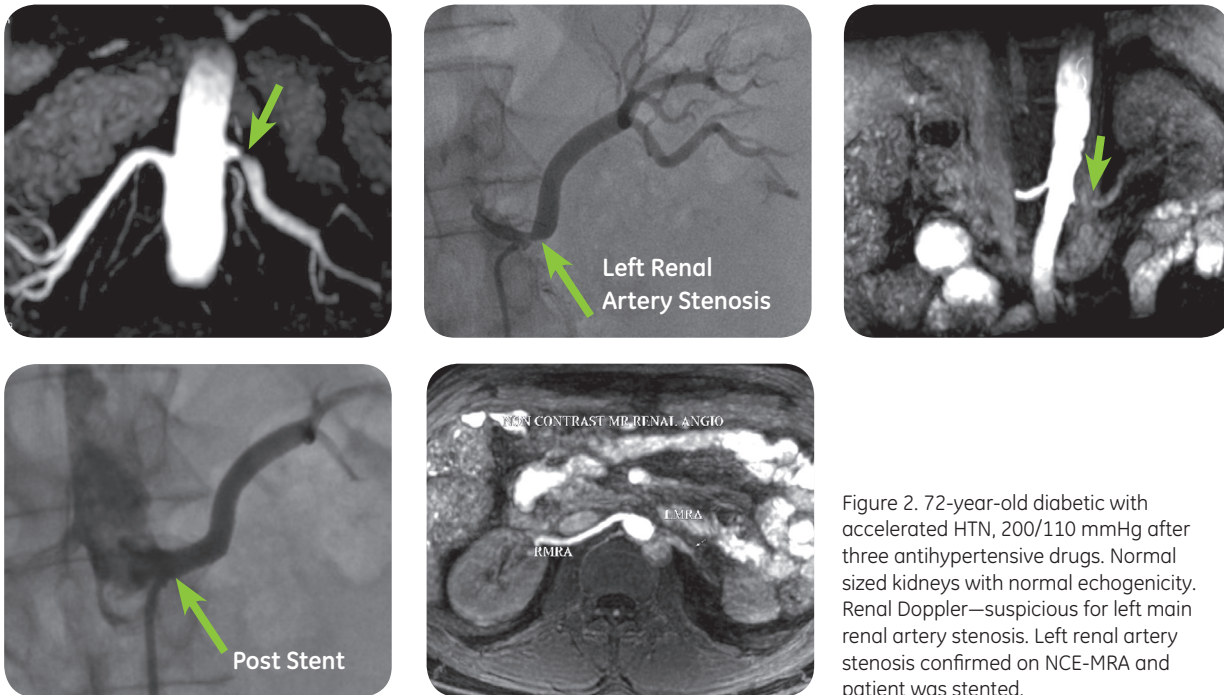 Left Renal
Artery Stenosis
Post Stent
NON CONTRAST MR RENAL ANGIO
LMRA
RMRA
Figure 2. 72-year-old diabetic with
accelerated HTN, 200/110 mmHg after
three antihypertensive drugs. Normal
sized kidneys with normal echogenicity.
Renal Doppler—suspicious for left main
renal artery stenosis. Left renal artery
stenosis confirmed on NCE-MRA and
patient was stented.